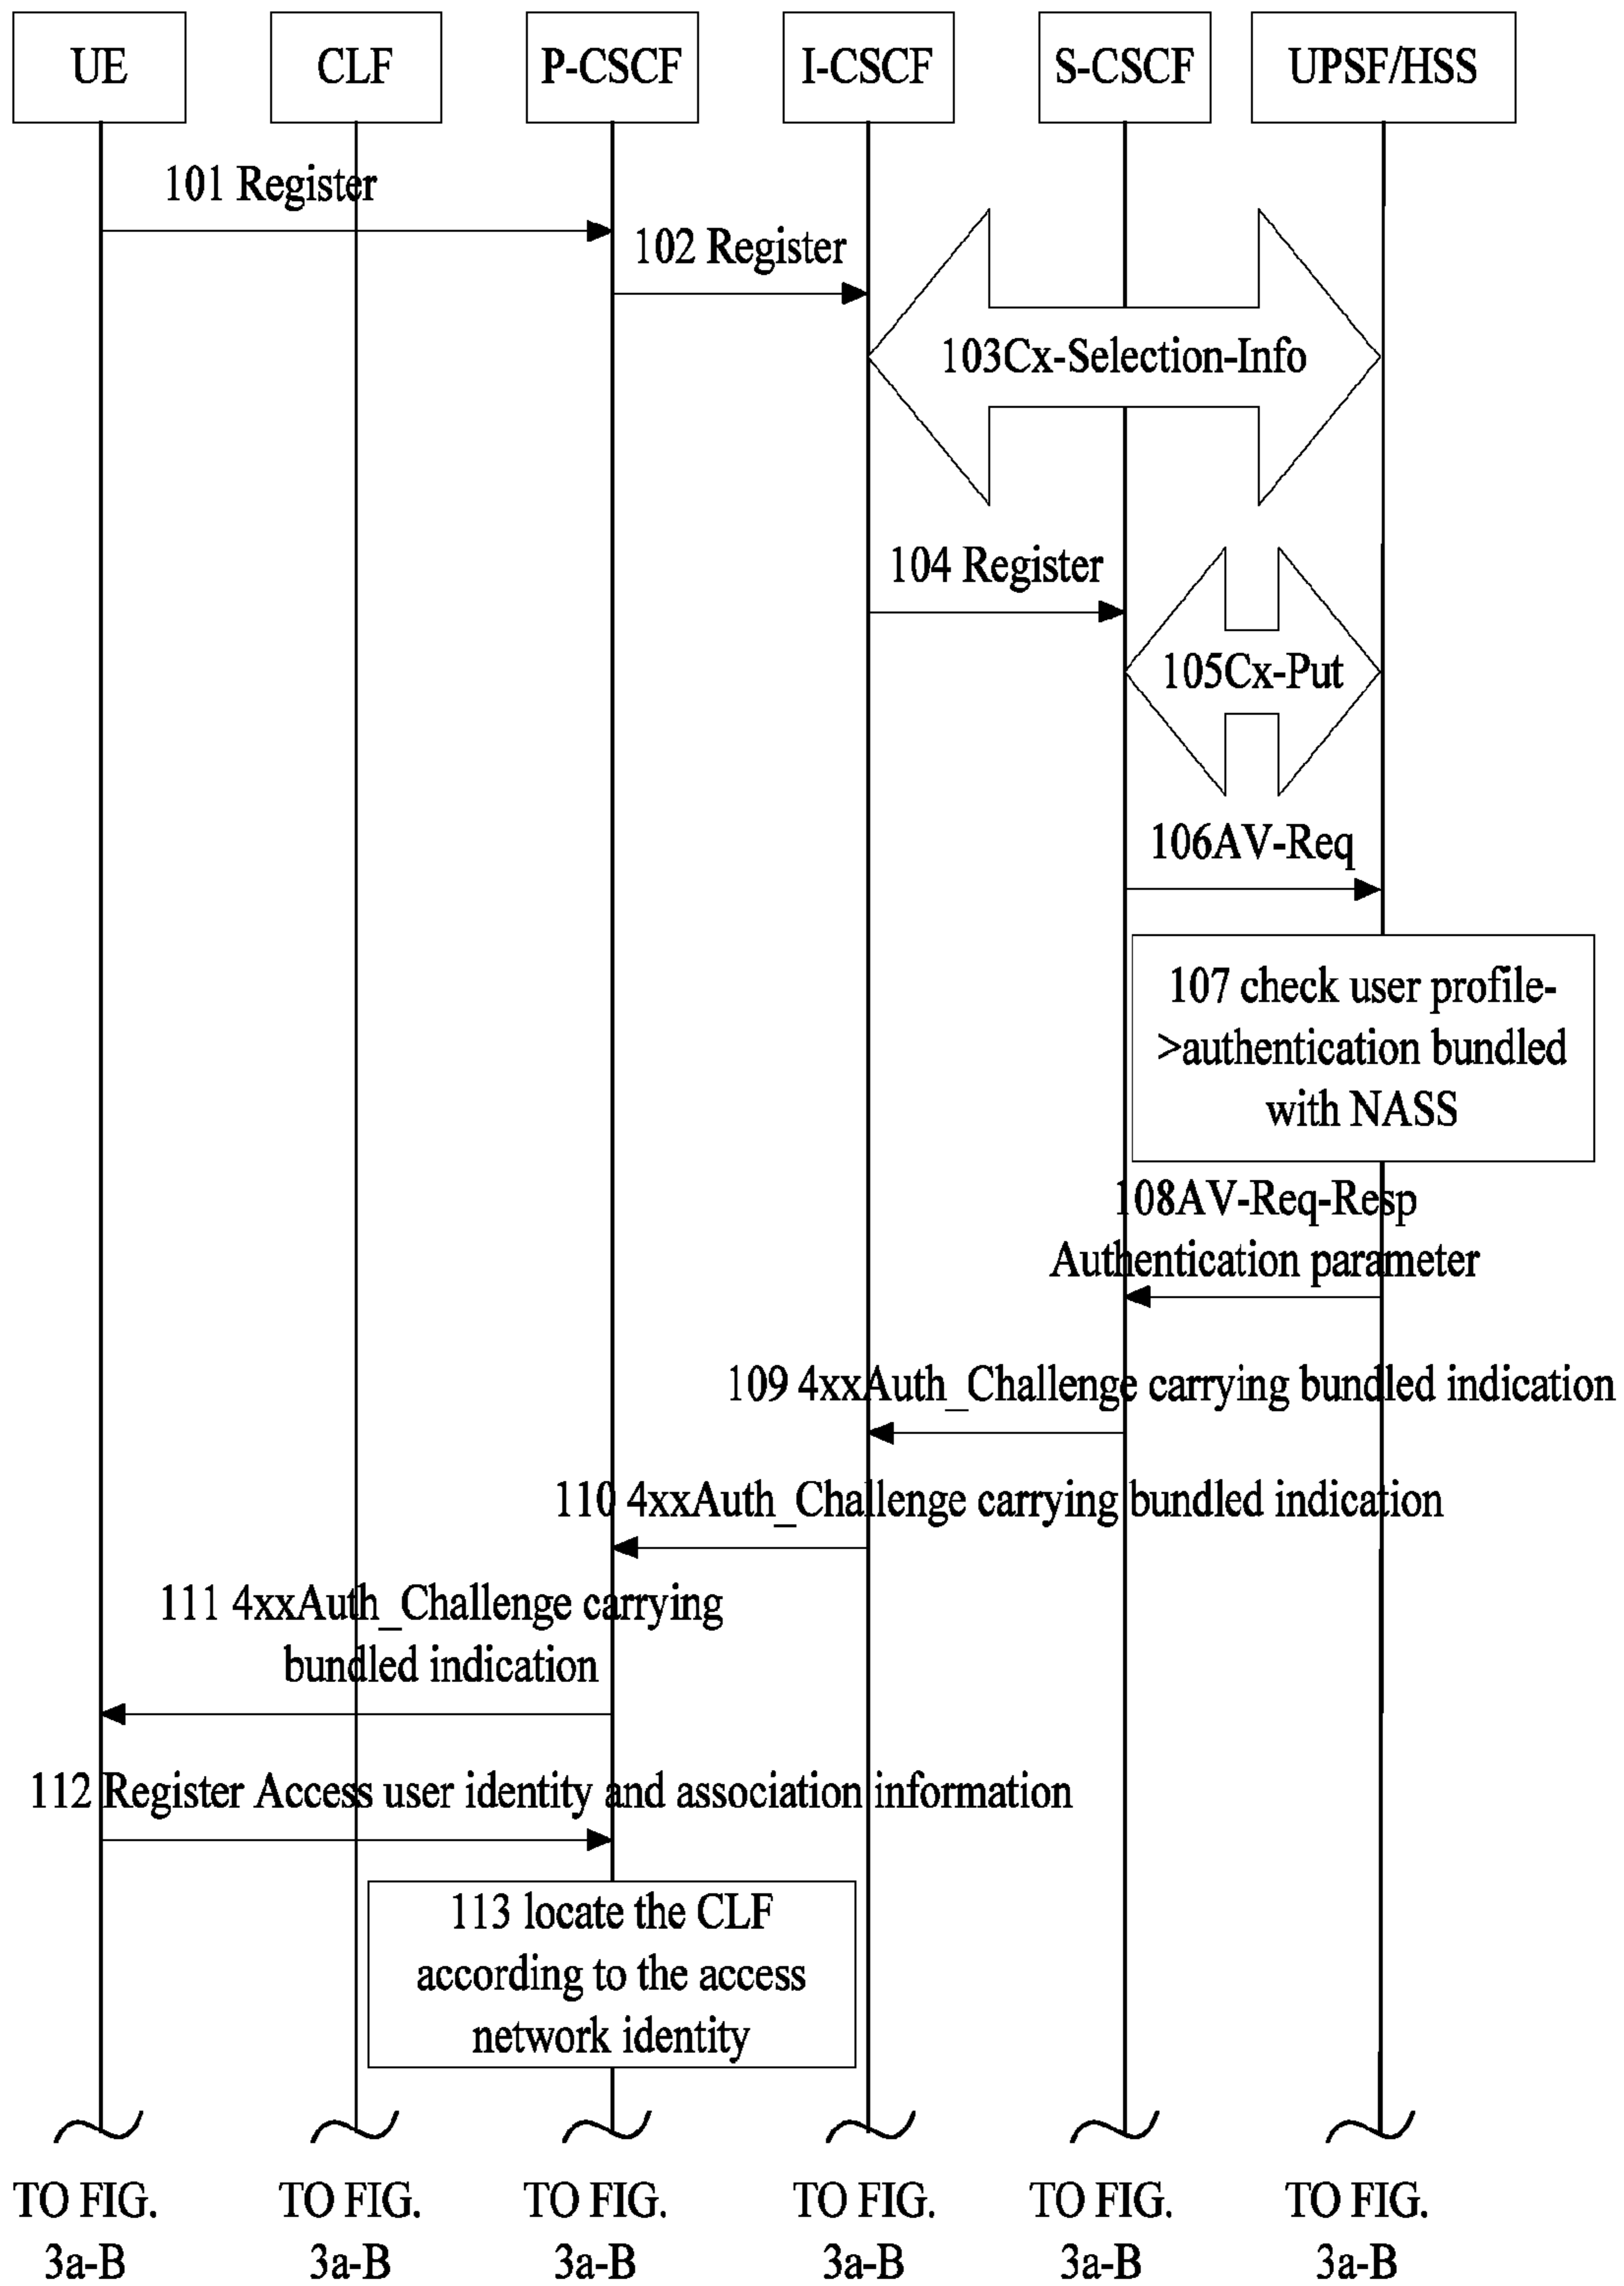 UE
CLF
P-CSCF
I-CSCF
S-CSCF
UPSF/HSS
101 Register
102 Register
103Cx-Selection-Info
104 Register
105Cx-Put
106AV-Req
107 check user profile-
>authentication bundled
with NASS
108AV-Req-Resp
Authentication parameter
109 4xxAuth_Challenge carrying bundled indication
110 4xxAuth_Challenge carrying bundled indication
111 4xxAuth_Challenge carrying
bundled indication
112 Register Access user identity and association information
113 locate the CLF
according to the access
network identity
TO FIG.
3a-B
TO FIG.
3a-B
TO FIG.
3a-B
TO FIG.
3a-B
TO FIG.
3a-B
TO FIG.
3a-B